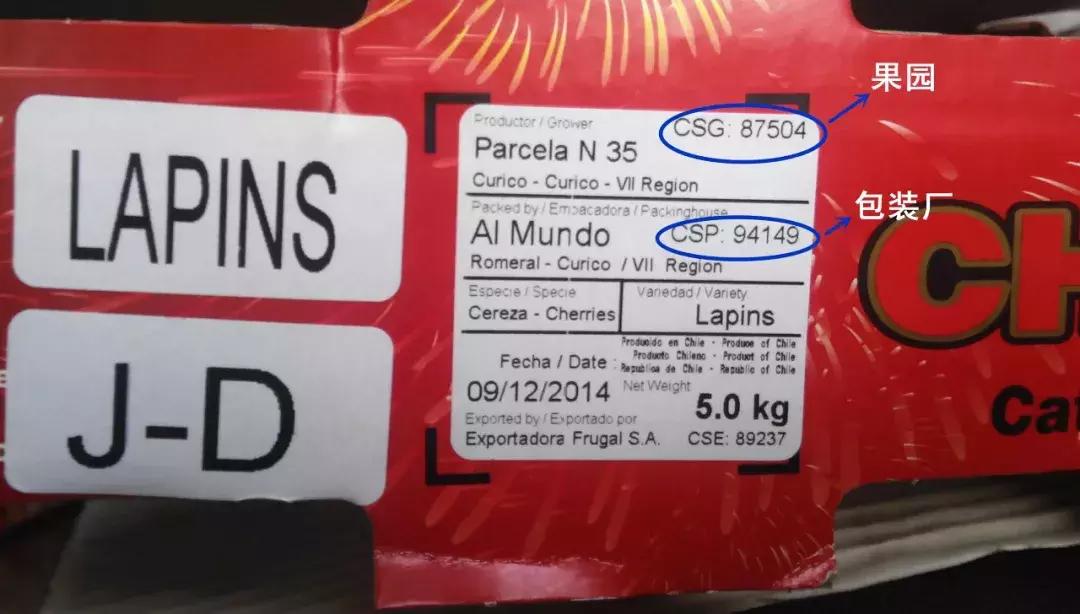 果园
LAPINS
Productor / Grower
CSG: 87504
Parcela N 35
Curico - Curico - VII Region
包装厂
Packed by / Embacadora / Packinghouse
CSP: 94149
Al Mundo
Romeral - Curico / VII Region
Especie / Specie
Cereza - Cherries
Variedad / Variety
Lapins
J-D
Producido en Chile - Produce of Chile
Producto Chileno - Product of Chile
Republica de Chile - Republic of Chile
Fecha / Date :
09/12/2014
Net Weight
5.0 kg
Exported by / Exportado por
Exportadora Frugal S.A.
CSE: 89237
CH
Cat